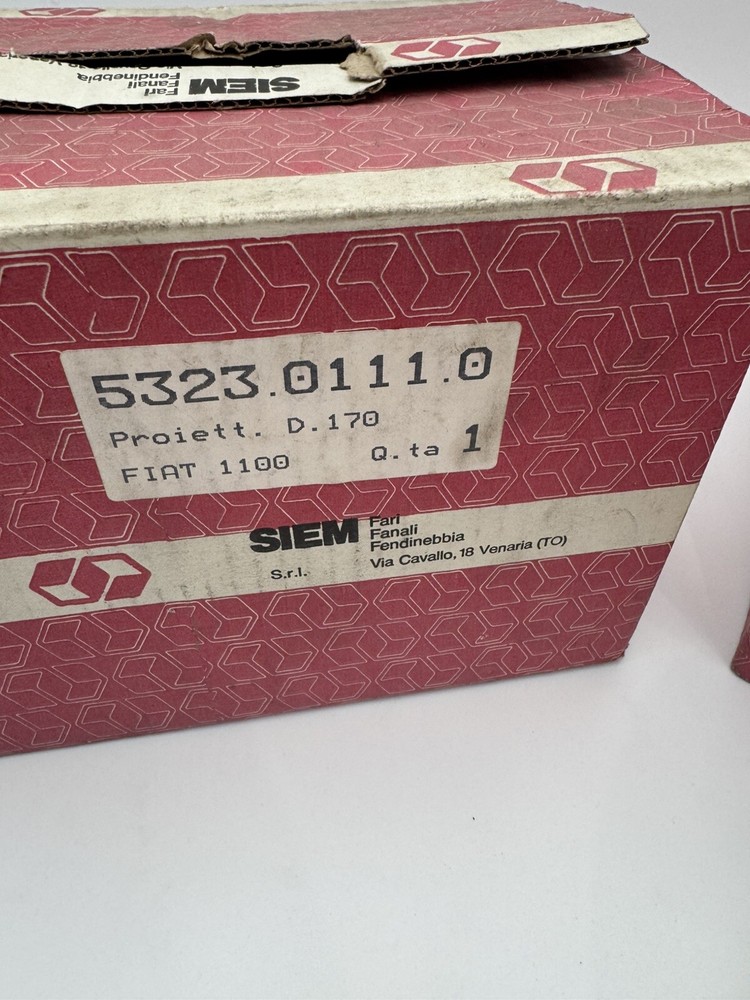 SIEM
Fari
Fanali
Fendinebbia
5323.0111.0
Proiett. D.170
FIAT 1100 Q.ta 1
SIEM
Fari
Fanali
Fendinebbia
S.r.l.
Via Cavallo, 18 Venaria (TO)